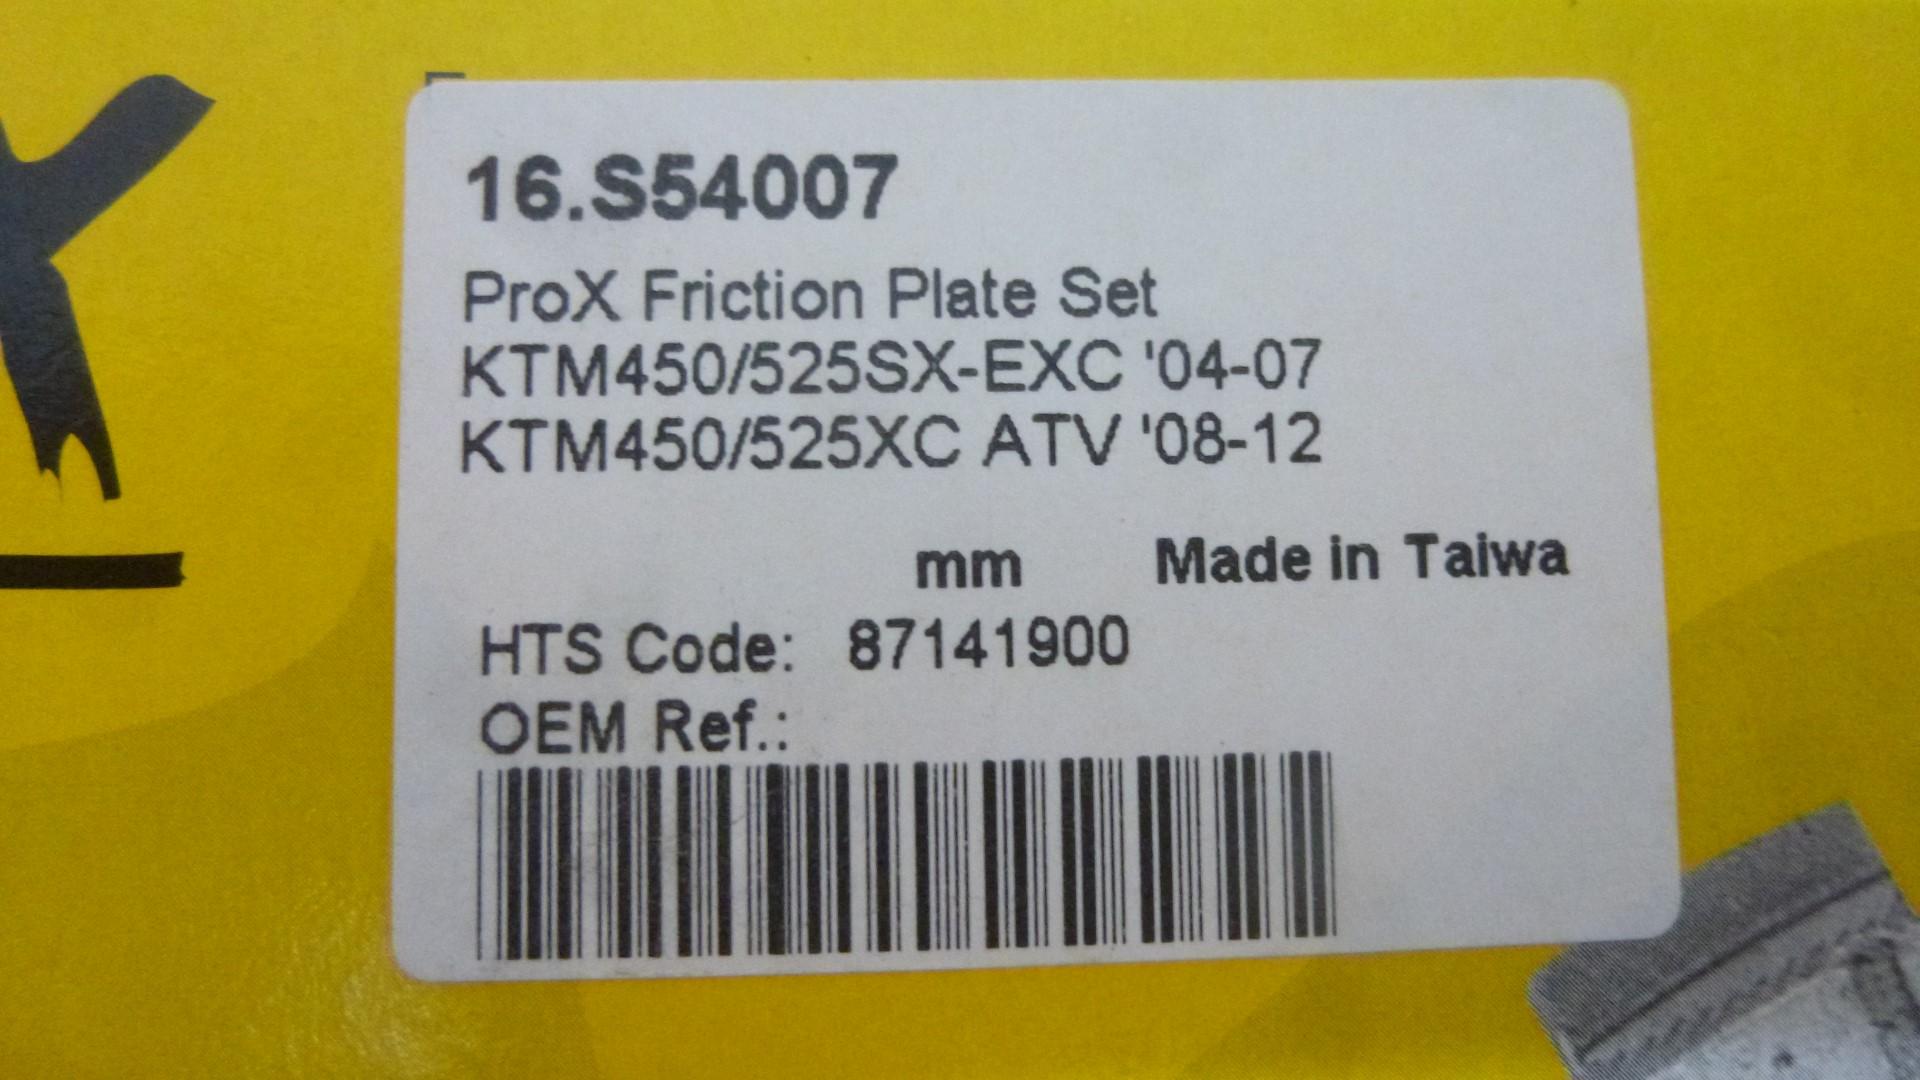 X
16.S54007
ProX Friction Plate Set
KTM450/525SX-EXC '04-07
KTM450/525XC ATV '08-12
mm Made in Taiwa
HTS Code: 87141900
OEM Ref.: